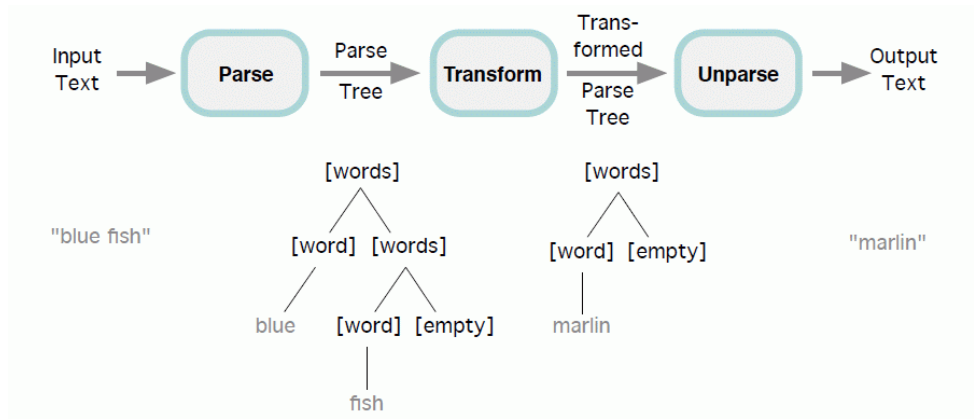 Input
Text
Parse
Parse
Tree
Transform
Trans-
formed
Parse
Tree
Unparse
Output
Text
[words]
[words]
"blue fish"
[word] [words]
[word] [empty]
"marlin"
blue
[word] [empty]
marlin
fish